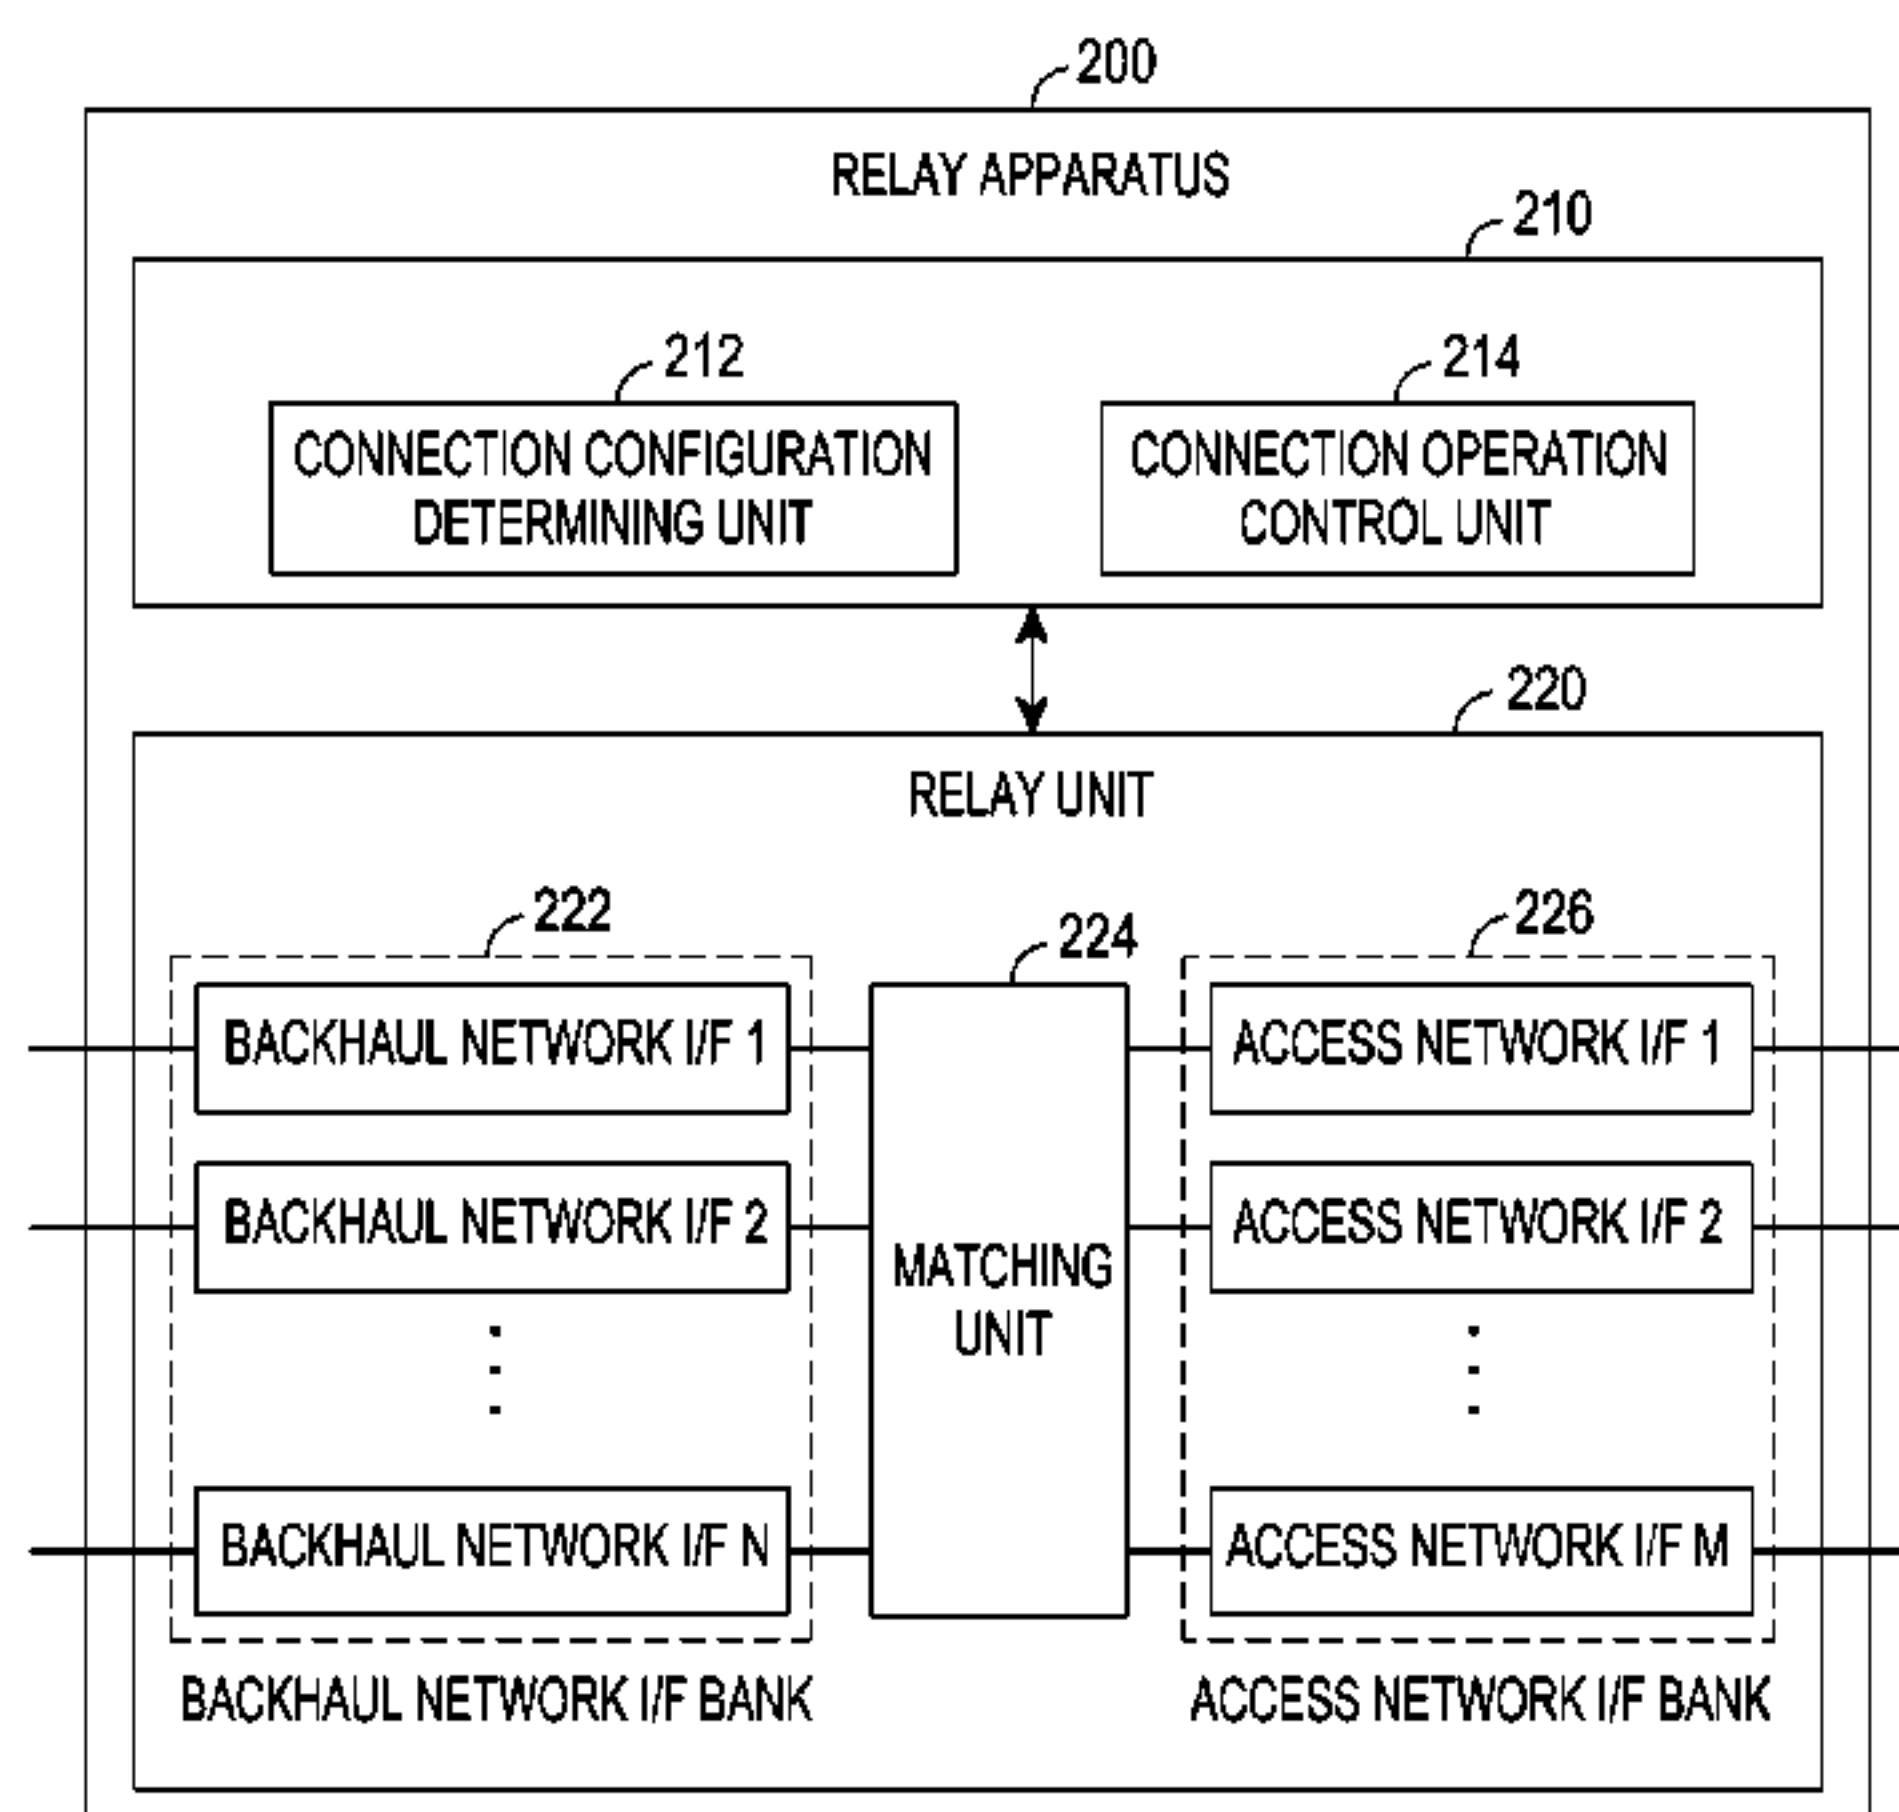 200
RELAY APPARATUS
210
212
214
CONNECTION CONFIGURATION
DETERMINING UNIT
CONNECTION OPERATION
CONTROL UNIT
220
RELAY UNIT
222
224
226
BACKHAUL NETWORK I/F 1
ACCESS NETWORK I/F 1
BACKHAUL NETWORK I/F 2
ACCESS NETWORK I/F 2
MATCHING
UNIT
BACKHAUL NETWORK I/F N
ACCESS NETWORK I/F M
BACKHAUL NETWORK I/F BANK
ACCESS NETWORK I/F BANK